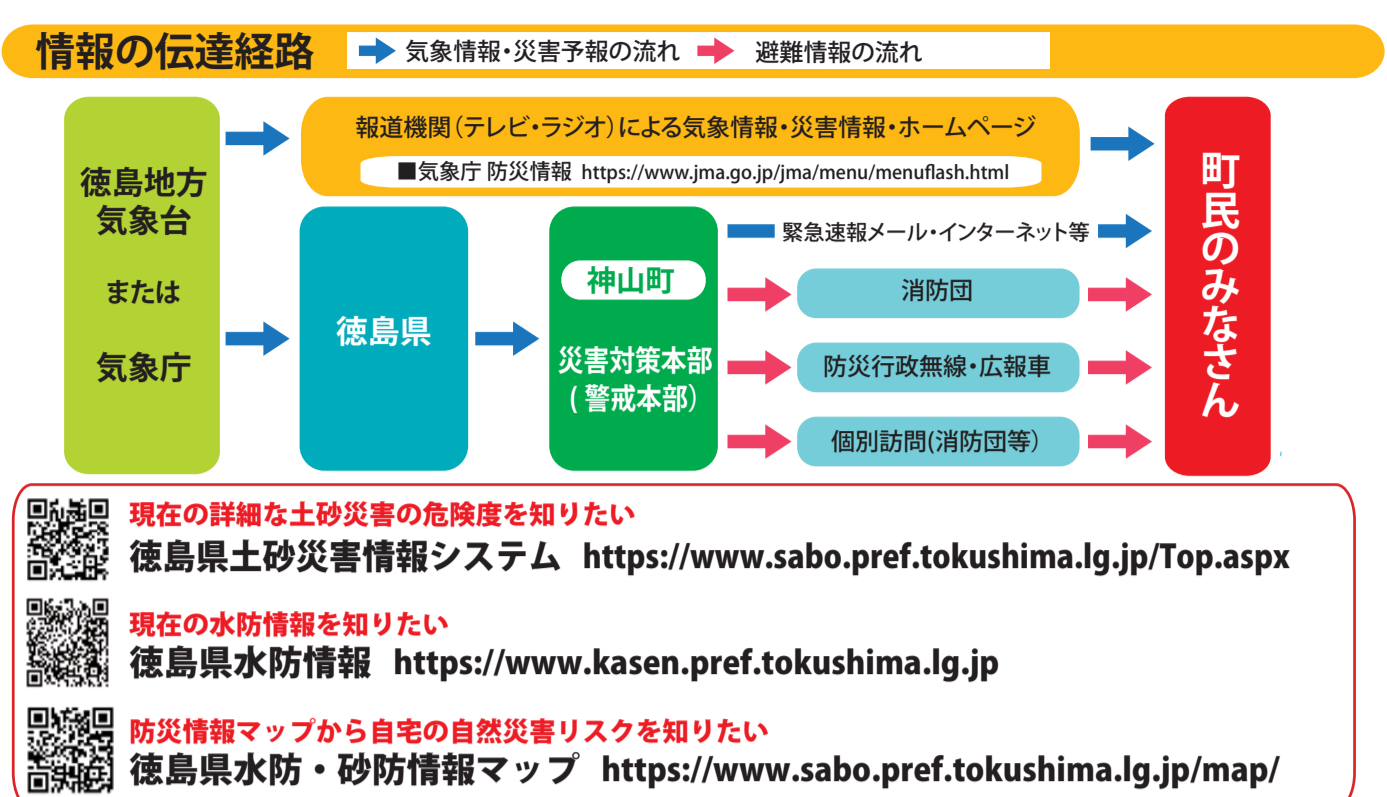 情報の伝達経路
気象情報・災害予報の流れ
避難情報の流れ
徳島地方
気象台
または
気象庁
報道機関(テレビ・ラジオ)による気象情報・災害情報・ホームページ
■気象庁 防災情報 https://www.jma.go.jp/jma/menu/menuflash.html
徳島県
神山町
災害対策本部
(警戒本部)
緊急速報メール・インターネット等
消防団
防災行政無線・広報車
個別訪問(消防団等)
町民のみなさん
現在の詳細な土砂災害の危険度を知りたい
徳島県土砂災害情報システム https://www.sabo.pref.tokushima.lg.jp/Top.aspx
現在の水防情報を知りたい
徳島県水防情報 https://www.kasen.pref.tokushima.lg.jp
防災情報マップから自宅の自然災害リスクを知りたい
徳島県水防・砂防情報マップ https://www.sabo.pref.tokushima.lg.jp/map/